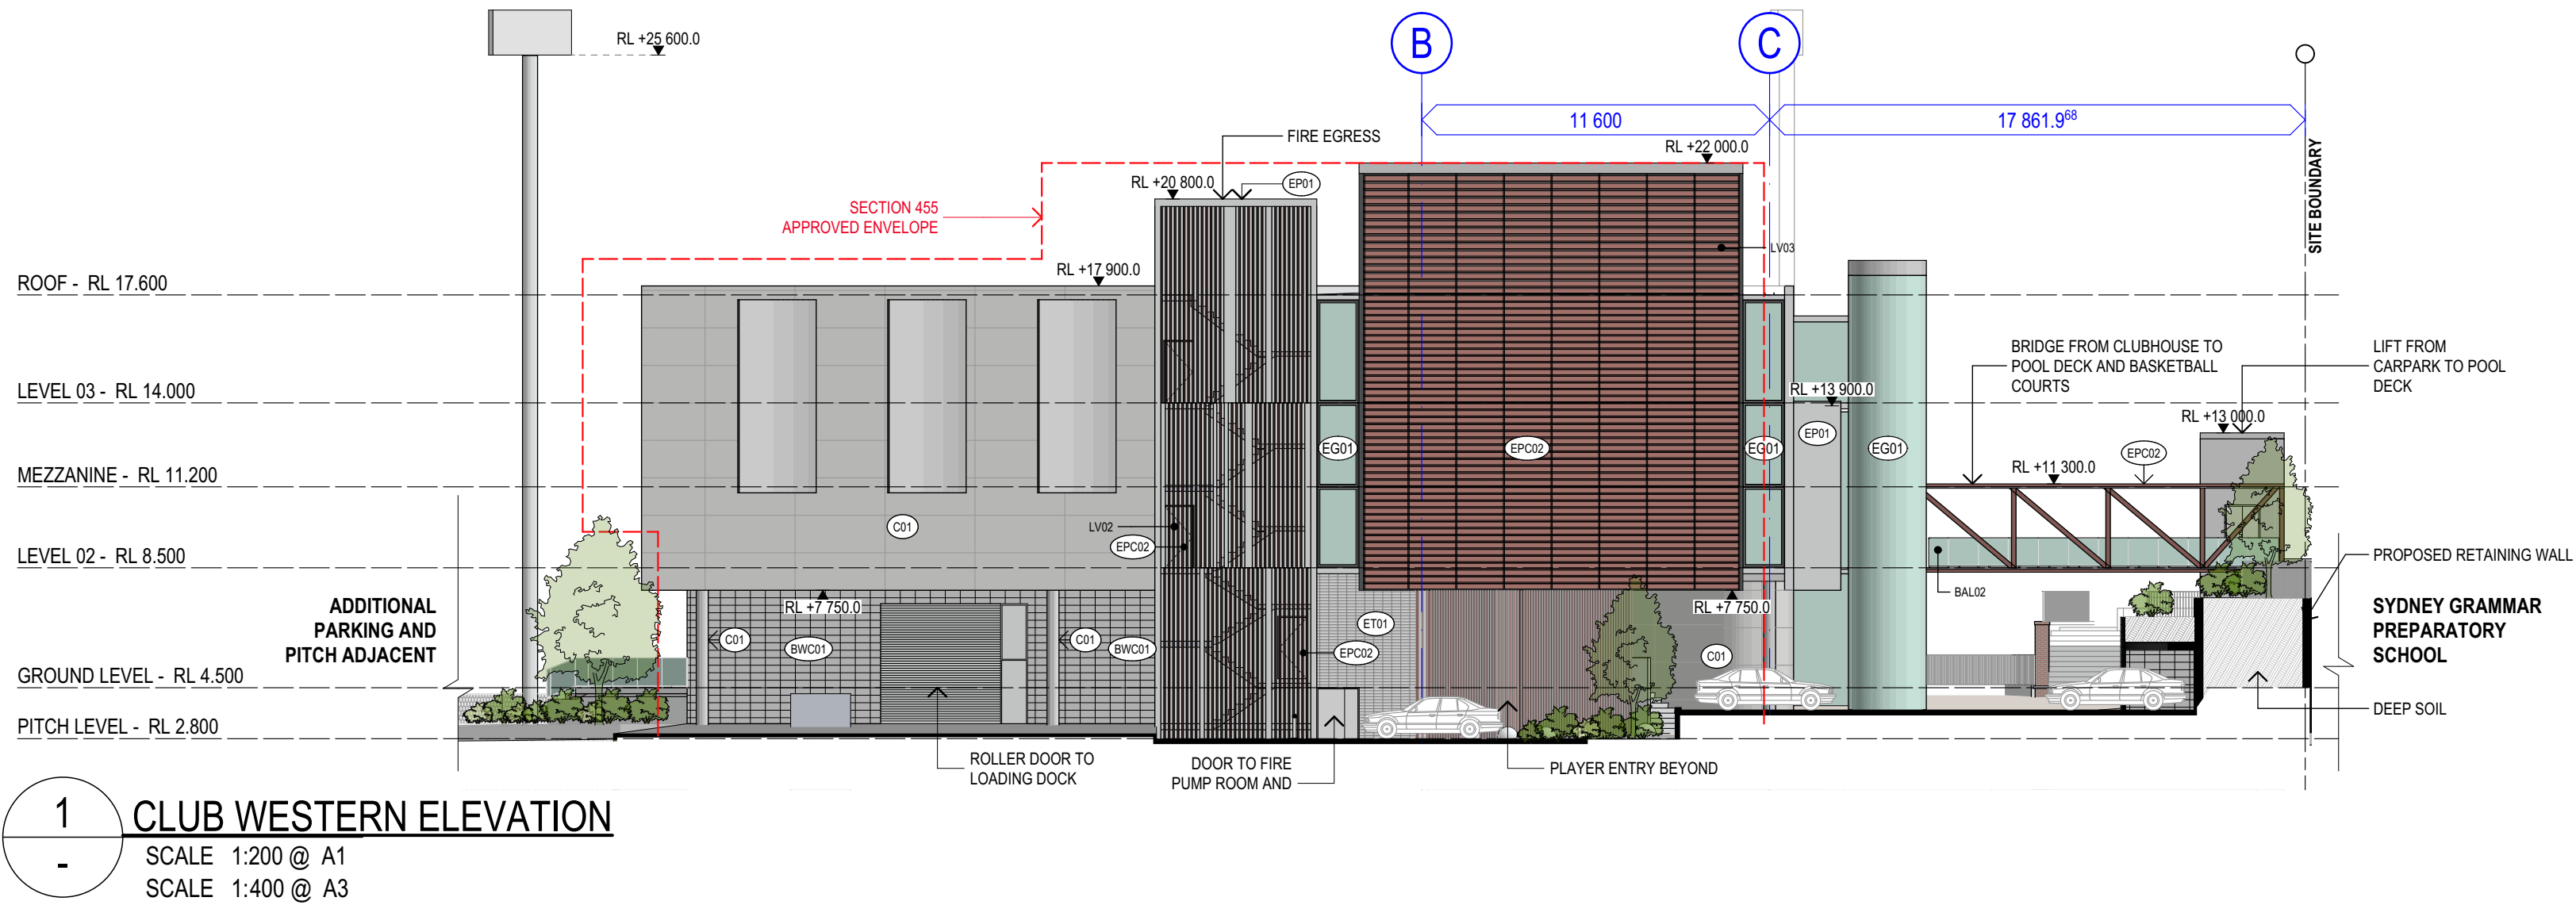 RL +25 600.0
B
C
11 600
17 861.9⁶⁸
SITE BOUNDARY
FIRE EGRESS
RL +22 000.0
RL +20 800.0
EP01
SECTION 455
APPROVED ENVELOPE
LV03
RL +17 900.0
ROOF - RL 17.600
LEVEL 03 - RL 14.000
MEZZANINE - RL 11.200
LEVEL 02 - RL 8.500
GROUND LEVEL - RL 4.500
PITCH LEVEL - RL 2.800
BRIDGE FROM CLUBHOUSE TO
POOL DECK AND BASKETBALL
COURTS
LIFT FROM
CARPARK TO POOL
DECK
RL +13 900.0
RL +13 000.0
EP01
EG01
EPC02
EG01
EG01
EPC02
RL +11 300.0
C01
LV02
EPC02
PROPOSED RETAINING WALL
BAL02
ADDITIONAL
PARKING AND
PITCH ADJACENT
RL +7 750.0
RL +7 750.0
SYDNEY GRAMMAR
PREPARATORY
SCHOOL
C01
BWC01
C01
BWC01
ET01
EPC02
C01
DEEP SOIL
ROLLER DOOR TO
LOADING DOCK
DOOR TO FIRE
PUMP ROOM AND
PLAYER ENTRY BEYOND
1
-
CLUB WESTERN ELEVATION
SCALE 1:200 @ A1
SCALE 1:400 @ A3